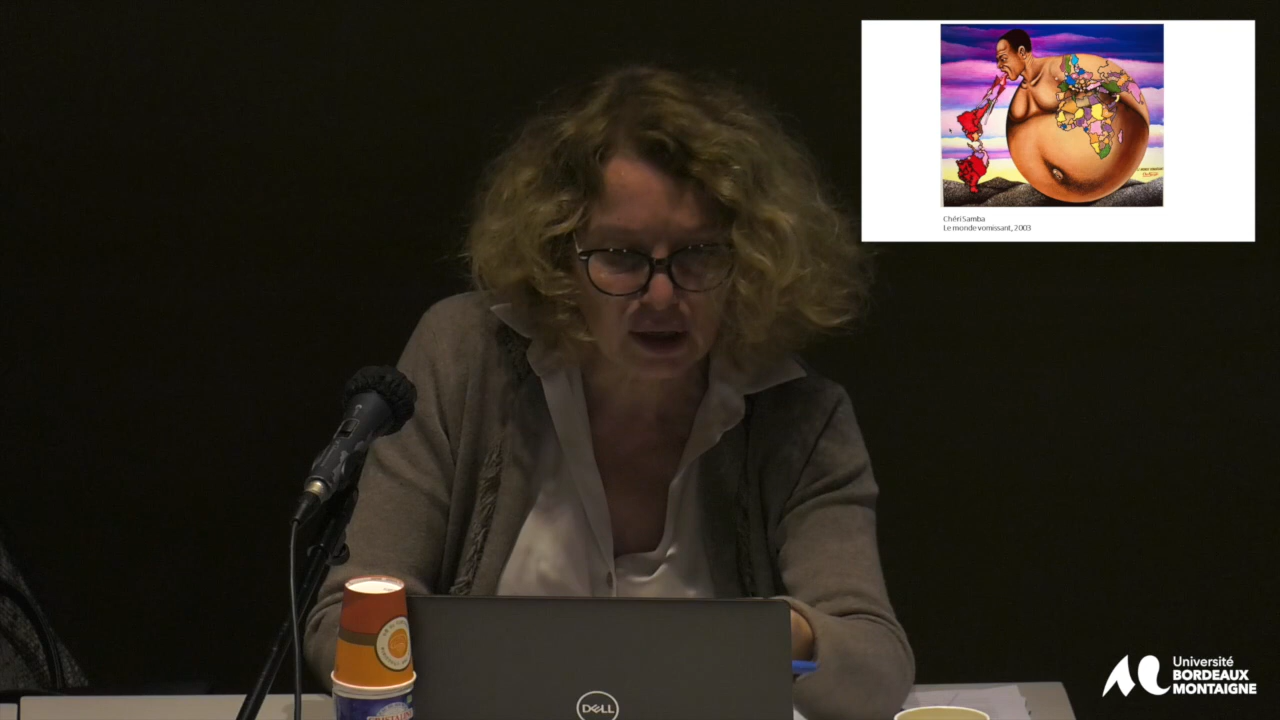 Chéri Samba
Le monde vomissant, 2003
DELL
Université
BORDEAUX
MONTAIGNE